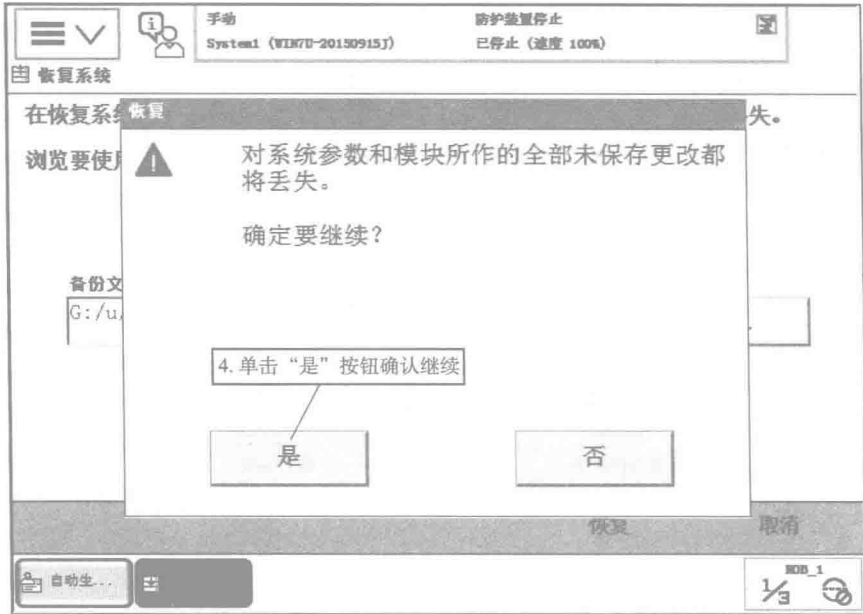 手动
防护装置停止
System1 (WIN7U-20150915J)
已停止 (速度 100%)
恢复系统
在恢复系
失。
恢复
浏览要使
对系统参数和模块所作的全部未保存更改都
将丢失。
确定要继续？
备份文
G:/u
4.单击“是”按钮确认继续
是
否
恢复
取消
自动生...
ROB_1
1/3